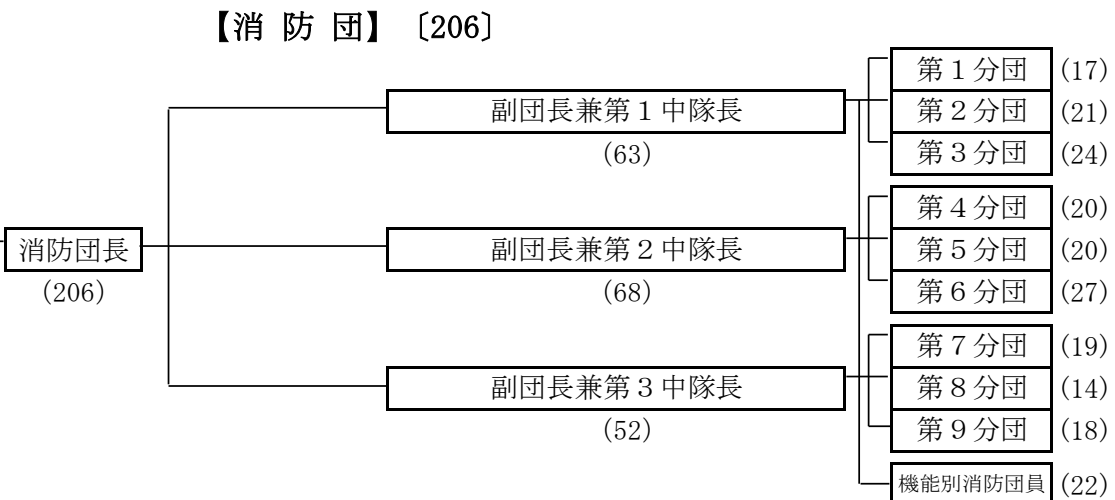 【消 防 団】 〔206〕
消防団長
(206)
副団長兼第１中隊長
(63)
第１分団 (17)
第２分団 (21)
第３分団 (24)
副団長兼第２中隊長
(68)
第４分団 (20)
第５分団 (20)
第６分団 (27)
副団長兼第３中隊長
(52)
第７分団 (19)
第８分団 (14)
第９分団 (18)
機能別消防団員 (22)